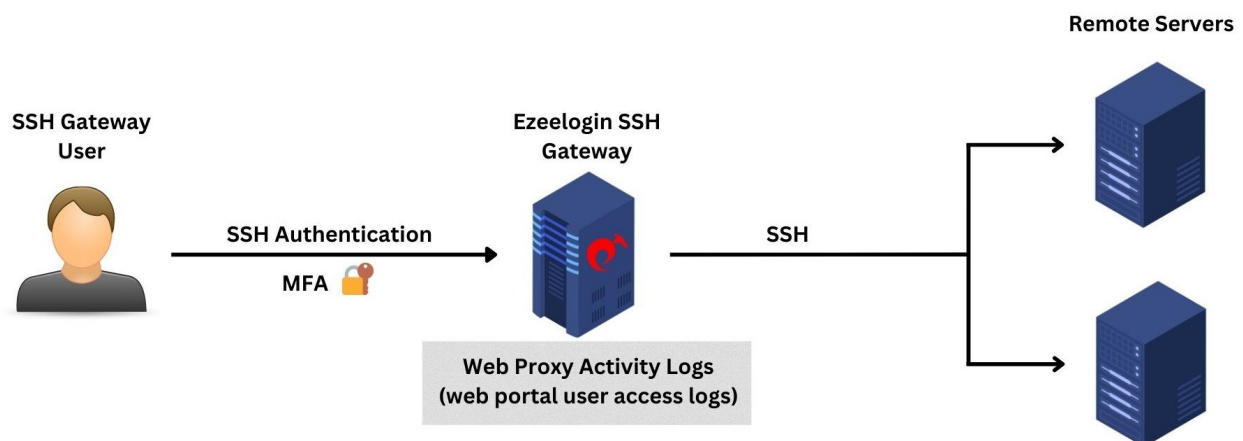 Remote Servers
SSH Gateway
User
Ezeelogin SSH
Gateway
SSH Authentication
MFA
SSH
Web Proxy Activity Logs
(web portal user access logs)